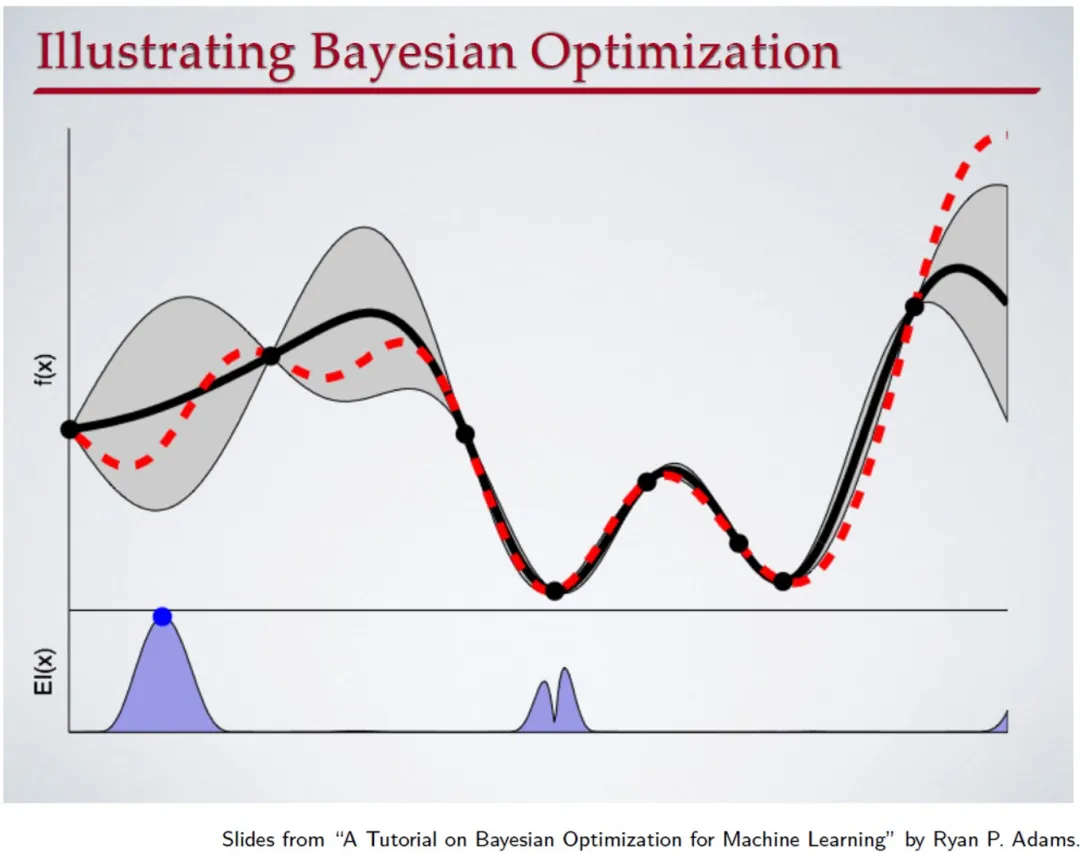 Illustrating Bayesian Optimization
f(x)
EI(x)
Slides from “A Tutorial on Bayesian Optimization for Machine Learning” by Ryan P. Adams.